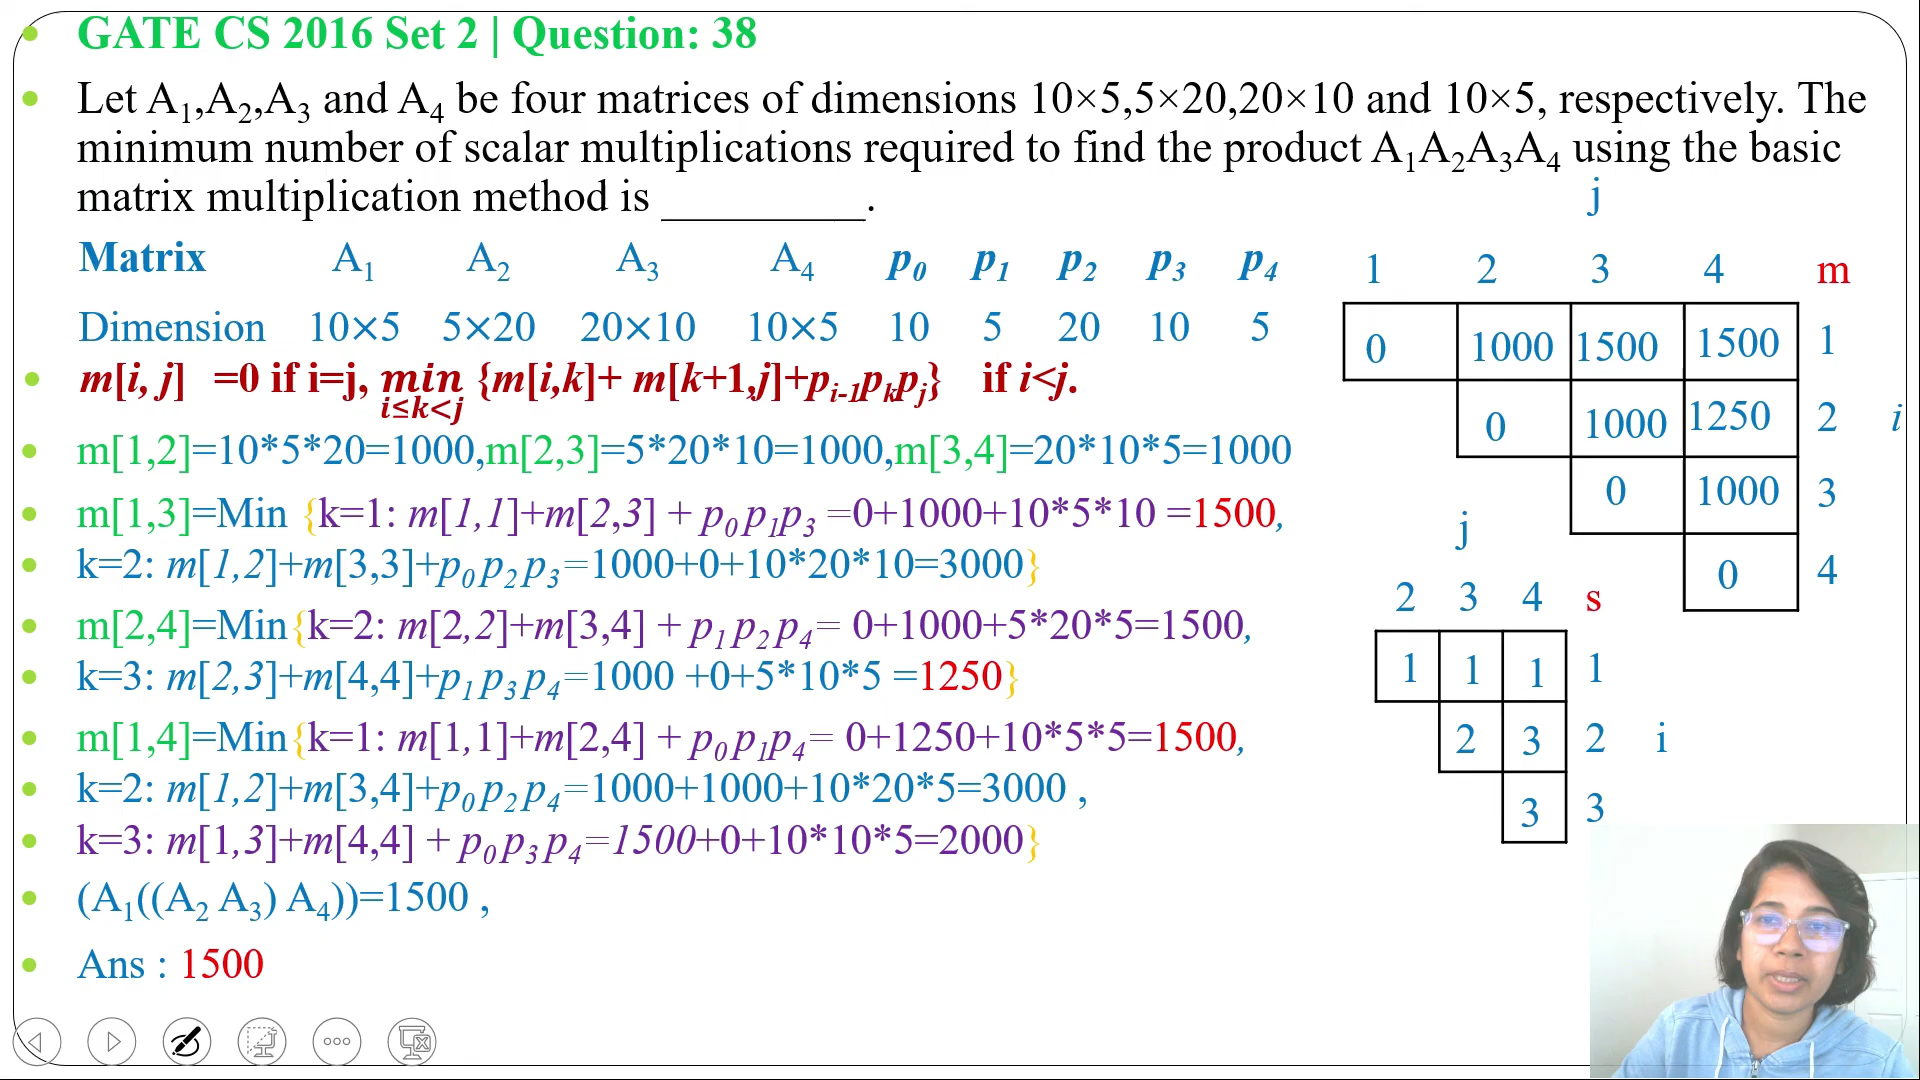 GATE CS 2016 Set 2 | Question: 38
Let A₁,A₂,A₃ and A₄ be four matrices of dimensions 10×5,5×20,20×10 and 10×5, respectively. The
minimum number of scalar multiplications required to find the product A₁A₂A₃A₄ using the basic
matrix multiplication method is _________.
Matrix A₁ A₂ A₃ A₄ p₀ p₁ p₂ p₃ p₄
Dimension 10×5 5×20 20×10 10×5 10 5 20 10 5
m[i, j] =0 if i=j, min {m[i,k]+ m[k+1,j]+pᵢ₋₁pₖpⱼ} if i<j.
i≤k<j
m[1,2]=10*5*20=1000,m[2,3]=5*20*10=1000,m[3,4]=20*10*5=1000
m[1,3]=Min {k=1: m[1,1]+m[2,3] + p₀p₁p₃ =0+1000+10*5*10 =1500,
k=2: m[1,2]+m[3,3]+p₀p₂p₃=1000+0+10*20*10=3000}
m[2,4]=Min{k=2: m[2,2]+m[3,4] + p₁p₂p₄= 0+1000+5*20*5=1500,
k=3: m[2,3]+m[4,4]+p₁p₃p₄=1000 +0+5*10*5 =1250}
m[1,4]=Min{k=1: m[1,1]+m[2,4] + p₀p₁p₄= 0+1250+10*5*5=1500,
k=2: m[1,2]+m[3,4]+p₀p₂p₄=1000+1000+10*20*5=3000 ,
k=3: m[1,3]+m[4,4] + p₀p₃p₄=1500+0+10*10*5=2000}
(A₁((A₂ A₃) A₄))=1500 ,
Ans : 1500
j
1 2 3 4 m
0 1000 1500 1500 1
0 1000 1250 2 i
0 1000 3
0 4
j
2 3 4 s
1 1 1 1
2 3 2 i
3 3